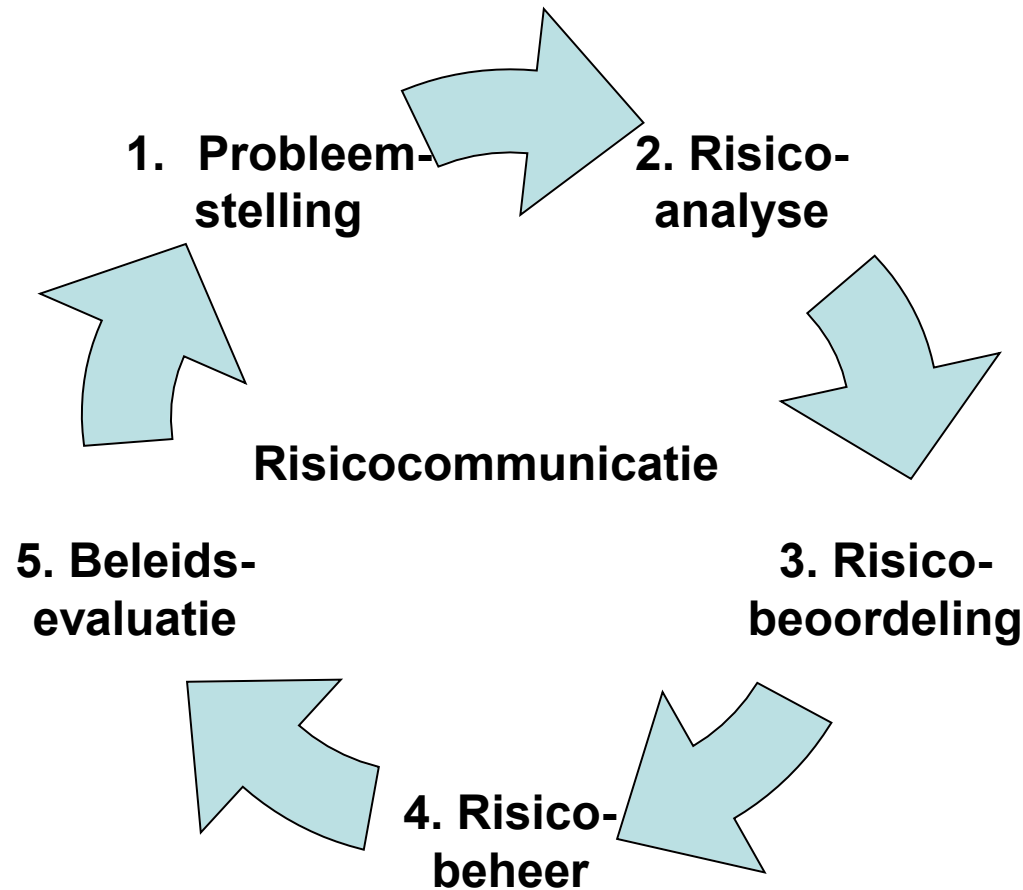 1. Probleem-
stelling
2. Risico-
analyse
3. Risico-
beoordeling
4. Risico-
beheer
5. Beleids-
evaluatie
Risicocommunicatie